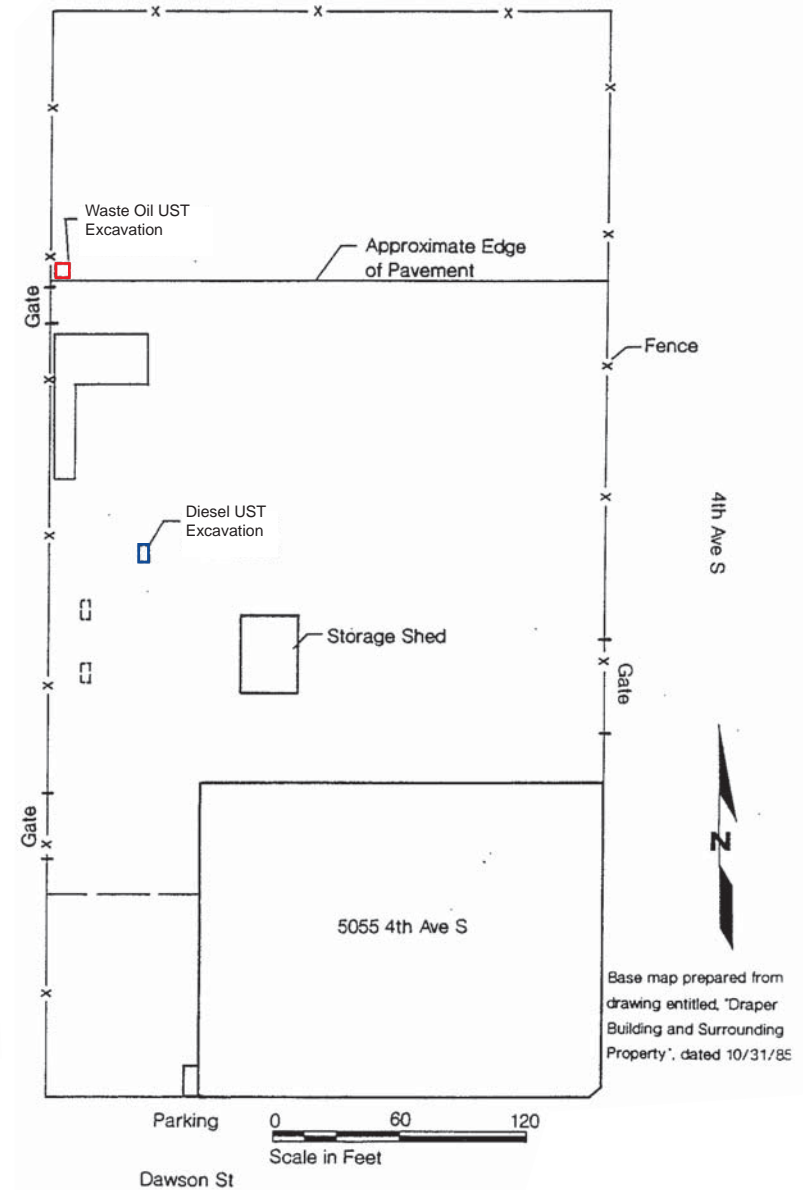 Waste Oil UST
Excavation
Approximate Edge
of Pavement
Gate
Fence
Diesel UST
Excavation
4th Ave S
Storage Shed
Gate
Gate
N
5055 4th Ave S
Base map prepared from
drawing entitled, "Draper
Building and Surrounding
Property", dated 10/31/85
Parking
0 60 120
Scale in Feet
Dawson St